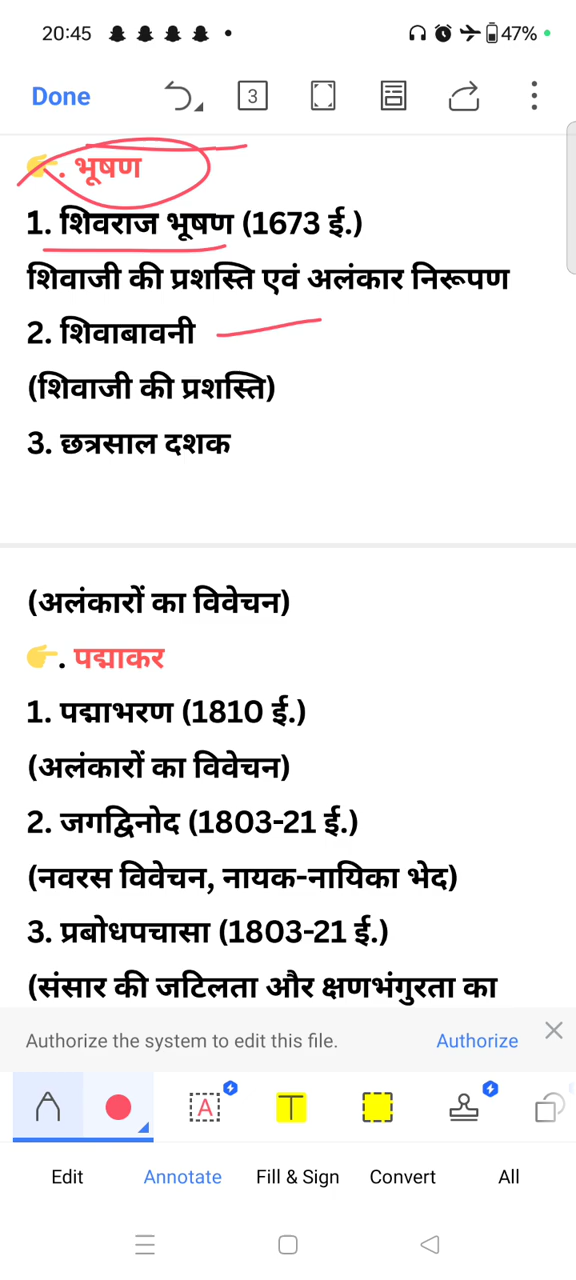 20:45
47%
Done
3
👉. भूषण
1. शिवराज भूषण (1673 ई.)
शिवाजी की प्रशस्ति एवं अलंकार निरूपण
2. शिवाबावनी
(शिवाजी की प्रशस्ति)
3. छत्रसाल दशक
(अलंकारों का विवेचन)
👉. पद्माकर
1. पद्माभरण (1810 ई.)
(अलंकारों का विवेचन)
2. जगद्विनोद (1803-21 ई.)
(नवरस विवेचन, नायक-नायिका भेद)
3. प्रबोधपचासा (1803-21 ई.)
(संसार की जटिलता और क्षणभंगुरता का
Authorize the system to edit this file.
Authorize
A
T
Edit
Annotate
Fill & Sign
Convert
All